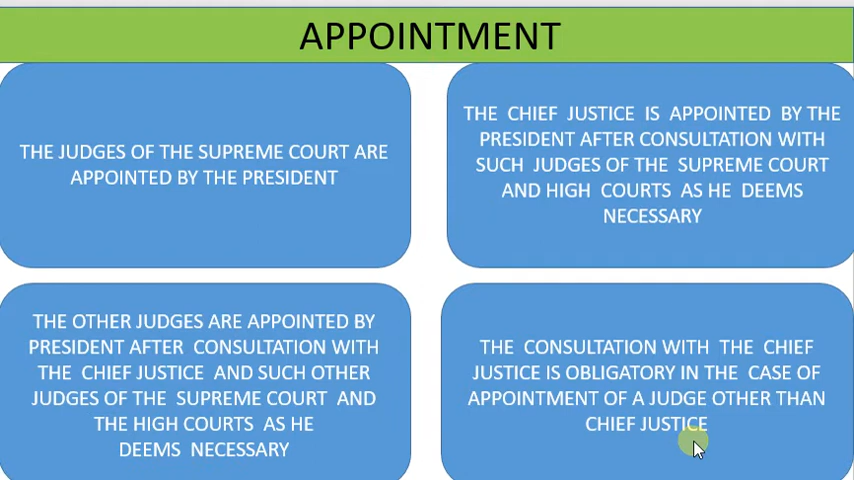 APPOINTMENT
THE JUDGES OF THE SUPREME COURT ARE
APPOINTED BY THE PRESIDENT
THE CHIEF JUSTICE IS APPOINTED BY THE
PRESIDENT AFTER CONSULTATION WITH
SUCH JUDGES OF THE SUPREME COURT
AND HIGH COURTS AS HE DEEMS
NECESSARY
THE OTHER JUDGES ARE APPOINTED BY
PRESIDENT AFTER CONSULTATION WITH
THE CHIEF JUSTICE AND SUCH OTHER
JUDGES OF THE SUPREME COURT AND
THE HIGH COURTS AS HE
DEEMS NECESSARY
THE CONSULTATION WITH THE CHIEF
JUSTICE IS OBLIGATORY IN THE CASE OF
APPOINTMENT OF A JUDGE OTHER THAN
CHIEF JUSTICE